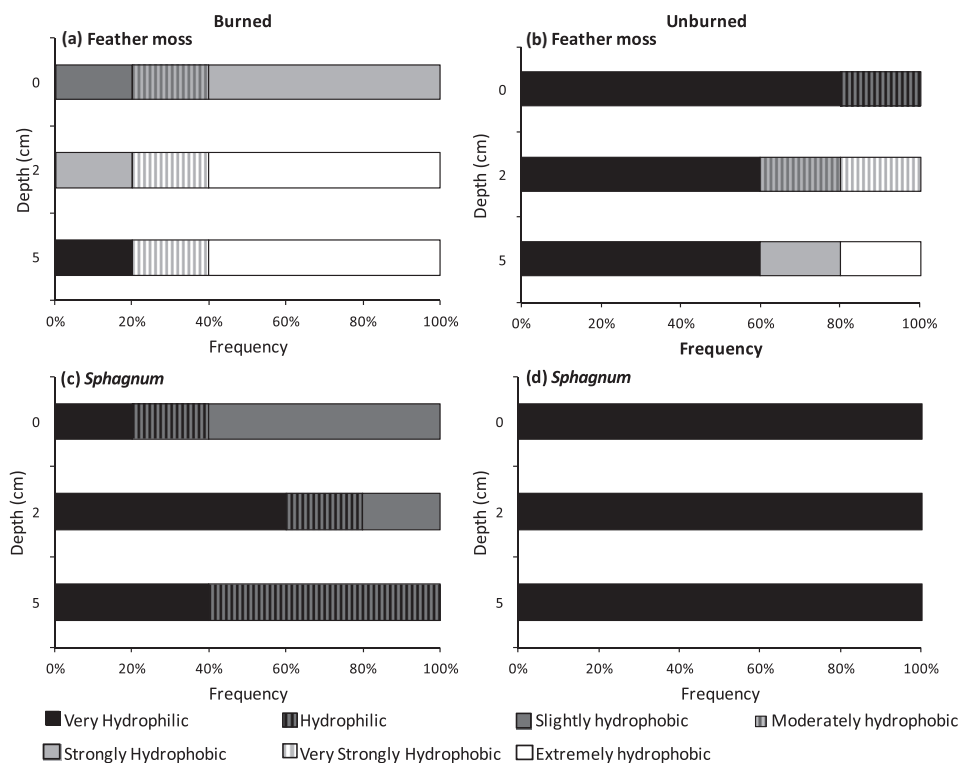 Burned
Unburned
(a) Feather moss
(b) Feather moss
Depth (cm)
0
2
5
0% 20% 40% 60% 80% 100%
Frequency
Depth (cm)
0
2
5
0% 20% 40% 60% 80% 100%
Frequency
(c) Sphagnum
(d) Sphagnum
Depth (cm)
0
2
5
0% 20% 40% 60% 80% 100%
Frequency
Depth (cm)
0
2
5
0% 20% 40% 60% 80% 100%
Frequency
Very Hydrophilic Hydrophilic Slightly hydrophobic Moderately hydrophobic
Strongly Hydrophobic Very Strongly Hydrophobic Extremely hydrophobic